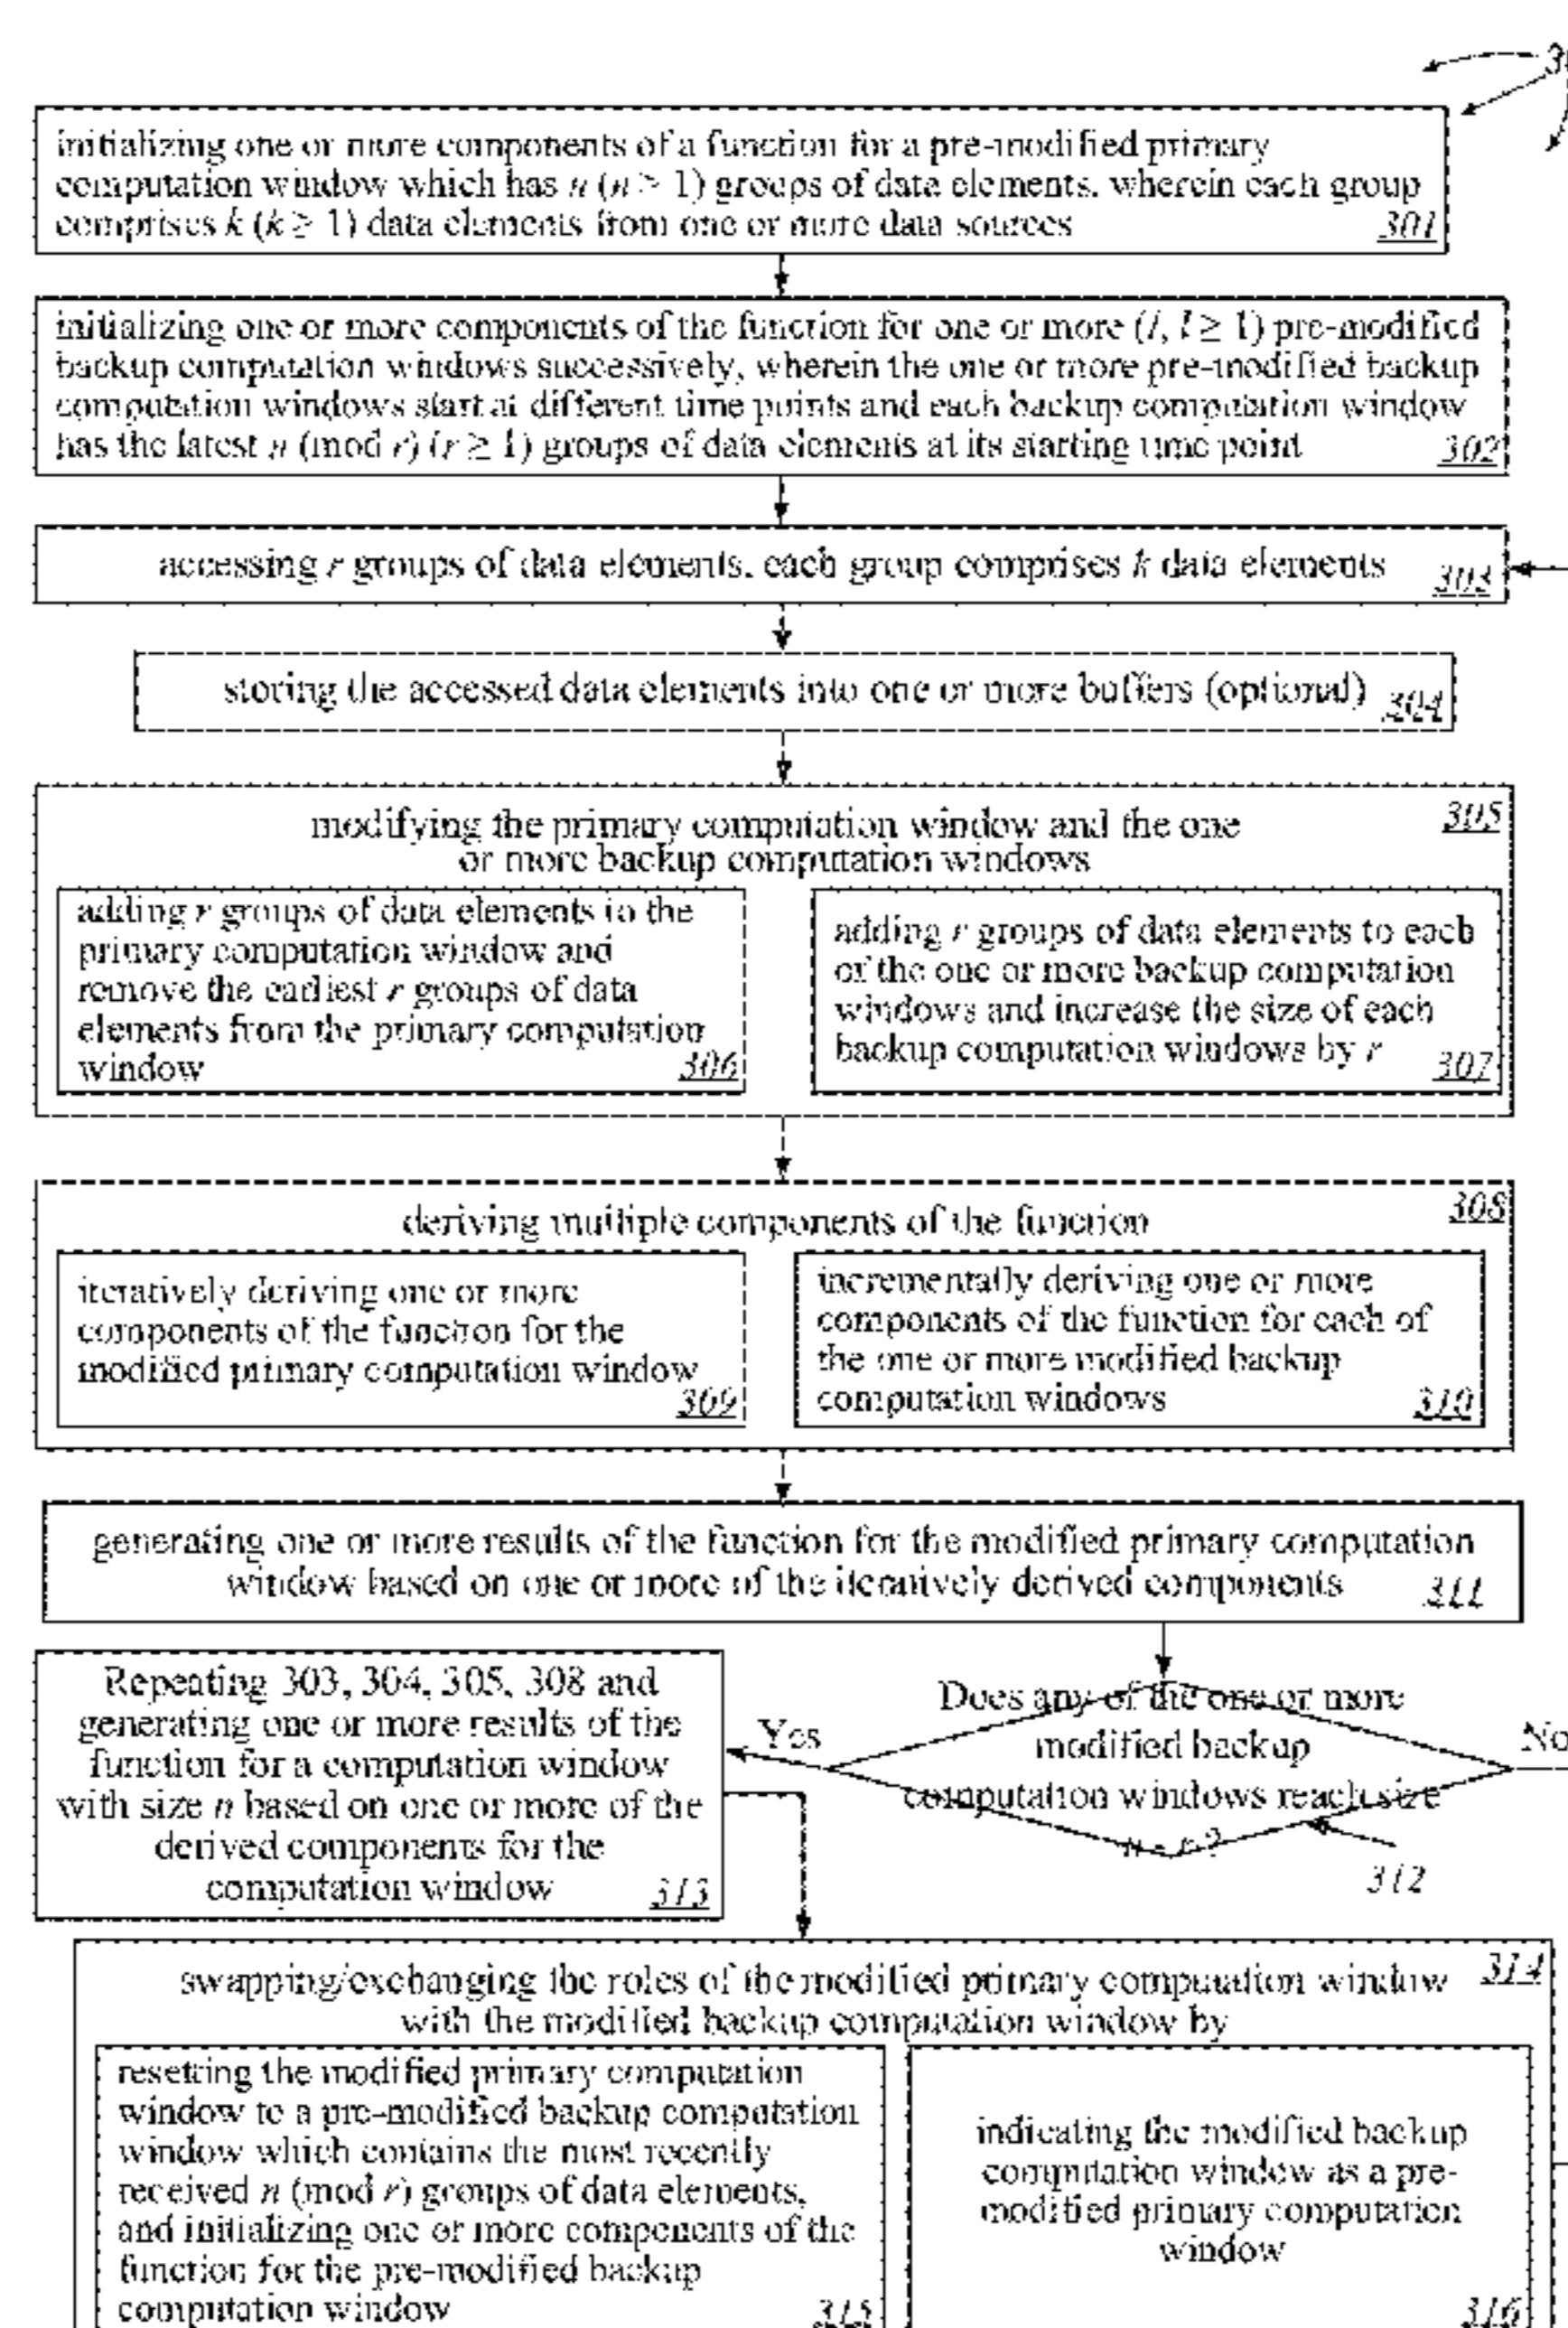 initializing one or more components of a function for a pre-modified primary
computation window which has n (n ≥ 1) groups of data elements, wherein each group
comprises k (k ≥ 1) data elements from one or more data sources
301
initializing one or more components of the function for one or more (l, l ≥ 1) pre-modified
backup computation windows successively, wherein the one or more pre-modified backup
computation windows start at different time points and each backup computation window
has the latest n (mod r) (r ≥ 1) groups of data elements at its starting time point
302
accessing r groups of data elements, each group comprises k data elements
303
storing the accessed data elements into one or more buffers (optional)
304
305
modifying the primary computation window and the one
or more backup computation windows
adding r groups of data elements to the
primary computation window and
remove the earliest r groups of data
elements from the primary computation
window
306
adding r groups of data elements to each
of the one or more backup computation
windows and increase the size of each
backup computation windows by r
307
308
deriving multiple components of the function
iteratively deriving one or more
components of the function for the
modified primary computation window
309
incrementally deriving one or more
components of the function for each of
the one or more modified backup
computation windows
310
generating one or more results of the function for the modified primary computation
window based on one or more of the iteratively derived components
311
Does any of the one or more
modified backup
computation windows reach size
n - r ?
312
Yes
No
Repeating 303, 304, 305, 308 and
generating one or more results of the
function for a computation window
with size n based on one or more of the
derived components for the
computation window
313
314
swapping/exchanging the roles of the modified primary computation window
with the modified backup computation window by
resetting the modified primary computation
window to a pre-modified backup computation
window which contains the most recently
received n (mod r) groups of data elements,
and initializing one or more components of the
function for the pre-modified backup
computation window
315
indicating the modified backup
computation window as a pre-
modified primary computation
window
316